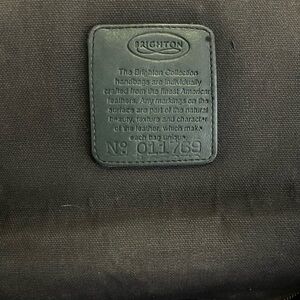 BRIGHTON
The Brighton Collection
handbags are individually
crafted from the finest American
leathers. Any markings on the
surface are part of the natural
beauty, texture and character
of the leather, which make
each bag unique.
No 011769